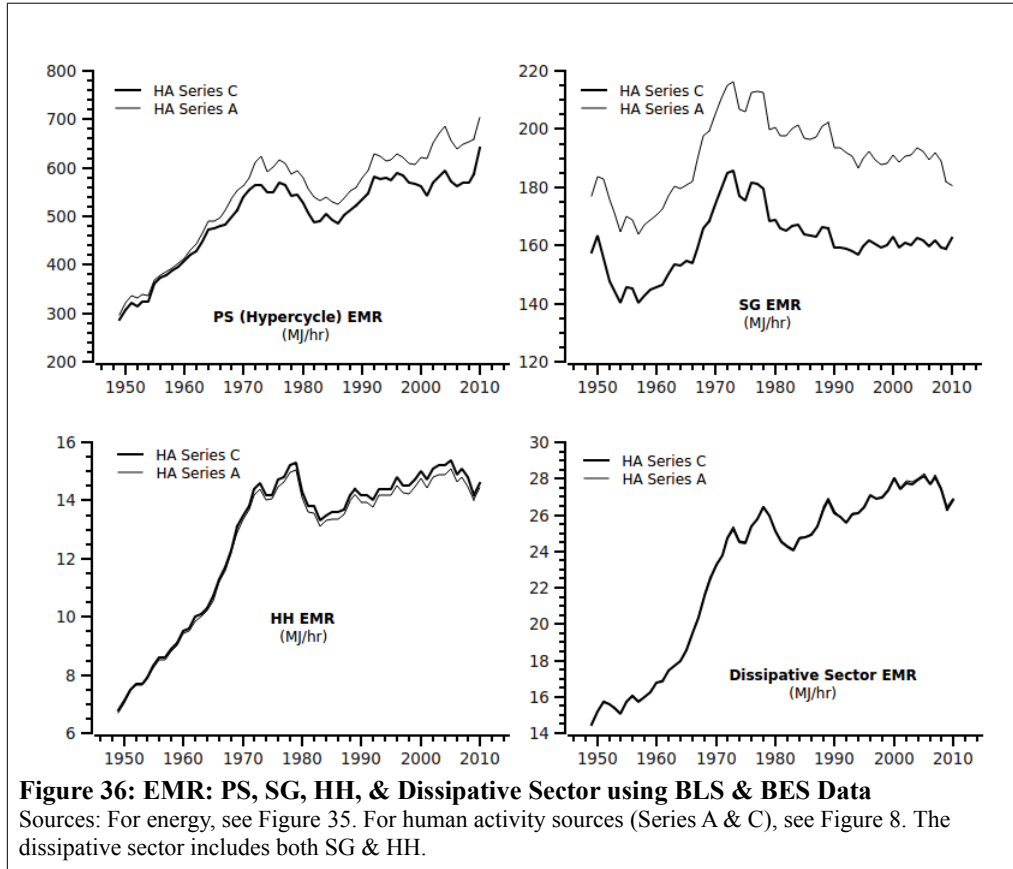 800
700
600
500
400
300
200
HA Series C
HA Series A
PS (Hypercycle) EMR
(MJ/hr)
1950 1960 1970 1980 1990 2000 2010
220
200
180
160
140
120
HA Series C
HA Series A
SG EMR
(MJ/hr)
1950 1960 1970 1980 1990 2000 2010
16
14
12
10
8
6
HA Series C
HA Series A
HH EMR
(MJ/hr)
1950 1960 1970 1980 1990 2000 2010
30
28
26
24
22
20
18
16
14
HA Series C
HA Series A
Dissipative Sector EMR
(MJ/hr)
1950 1960 1970 1980 1990 2000 2010
Figure 36: EMR: PS, SG, HH, & Dissipative Sector using BLS & BES Data
Sources: For energy, see Figure 35. For human activity sources (Series A & C), see Figure 8. The
dissipative sector includes both SG & HH.